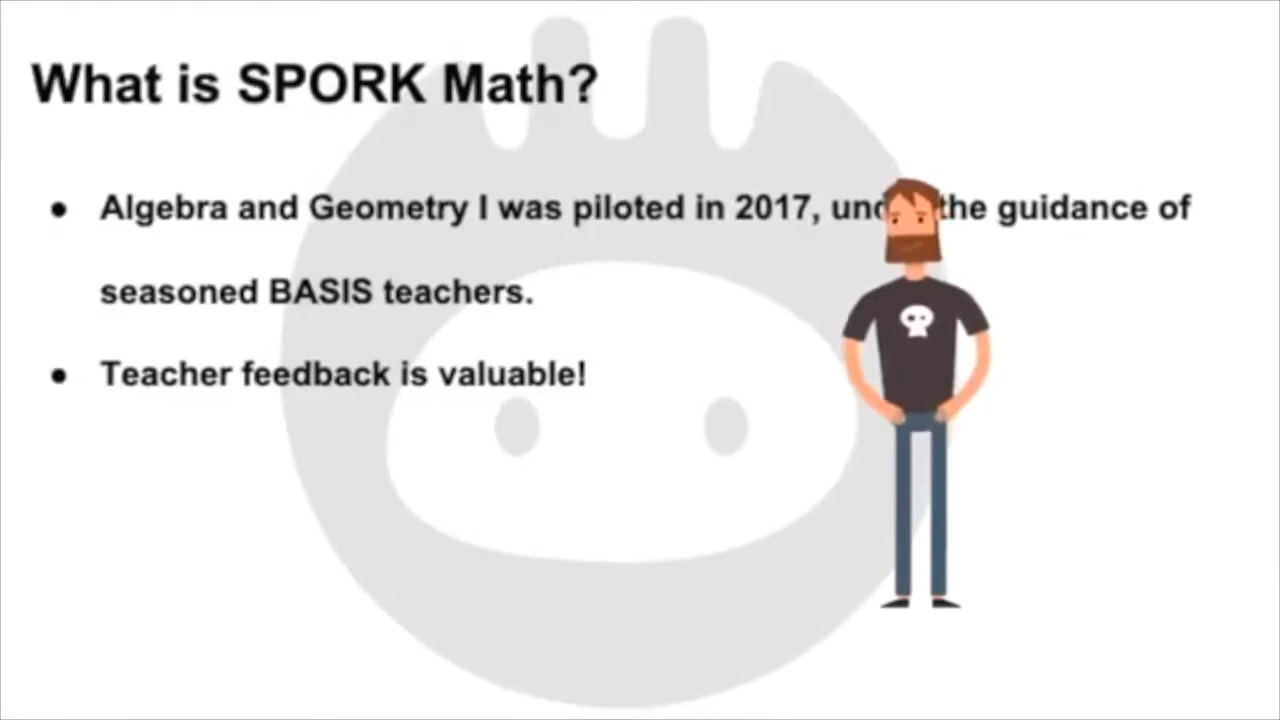 What is SPORK Math?
● Algebra and Geometry I was piloted in 2017, the guidance of
seasoned BASIS teachers.
● Teacher feedback is valuable!